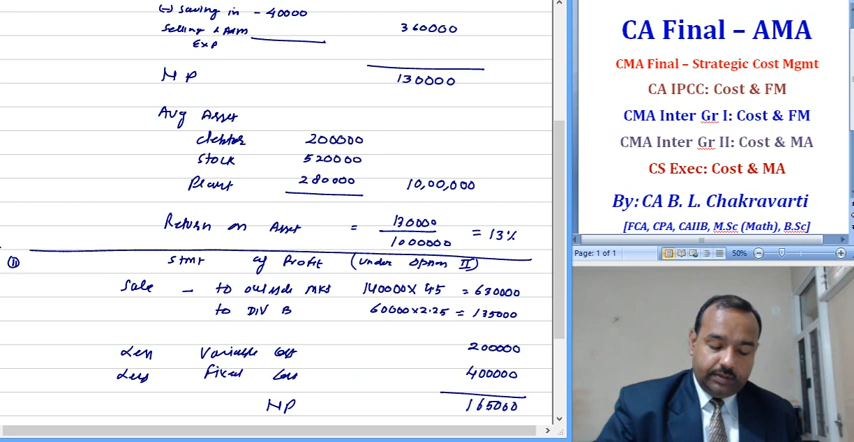 (-) Saving in - 40000
Selling & Adm 360000
Exp
NP 130000
Avg Asset
debtor 200000
Stock 520000
Plant 280000 10,00,000
Return on Asset = 130000 / 1000000 = 13%
(ii) Stmt of Profit (under option II)
Sale - to outside mkt 140000 x 45 = 630000
to DIV B 60000 x 2.25 = 135000
Less Variable Cost 200000
Less Fixed Cost 400000
NP 165000
CA Final – AMA
CMA Final – Strategic Cost Mgmt
CA IPCC: Cost & FM
CMA Inter Gr I: Cost & FM
CMA Inter Gr II: Cost & MA
CS Exec: Cost & MA
By: CA B. L. Chakravarti
[FCA, CPA, CAIIB, M.Sc (Math), B.Sc]
Page: 1 of 1
50%